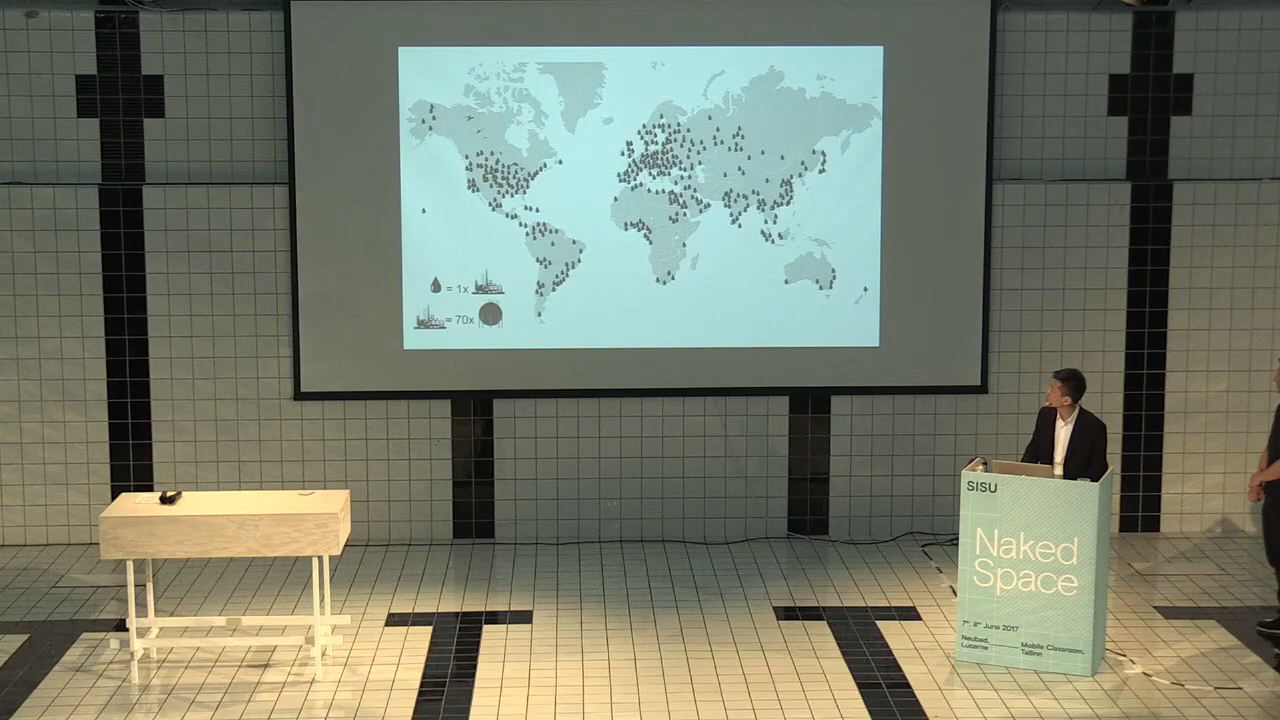 = 1x
≈ 70x
SISU
Naked
Space
7th, 8th June 2017
Neubad, Lucerne
Mobile Classroom, Tallinn